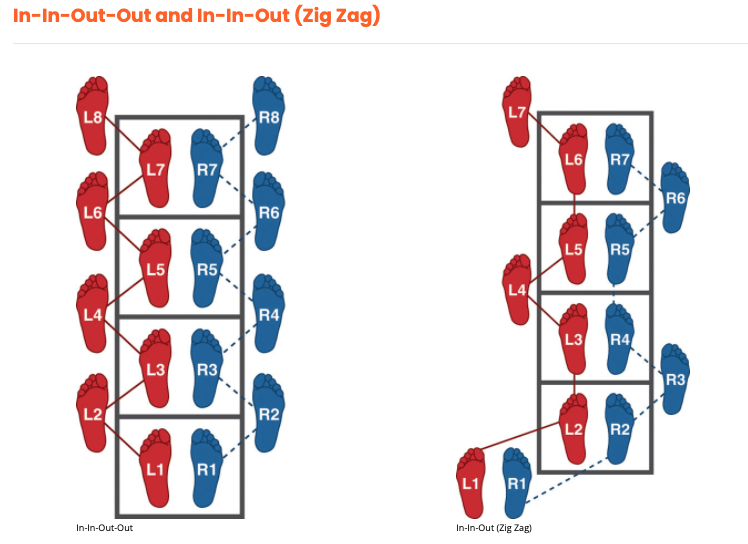 In-In-Out-Out and In-In-Out (Zig Zag)
L8 R8
L7 R7
L6 R6
L5 R5
L4 R4
L3 R3
L2 R2
L1 R1
In-In-Out-Out
L7
L6 R7
R6
L5 R5
L4
L3 R4
R3
L2 R2
L1 R1
In-In-Out (Zig Zag)